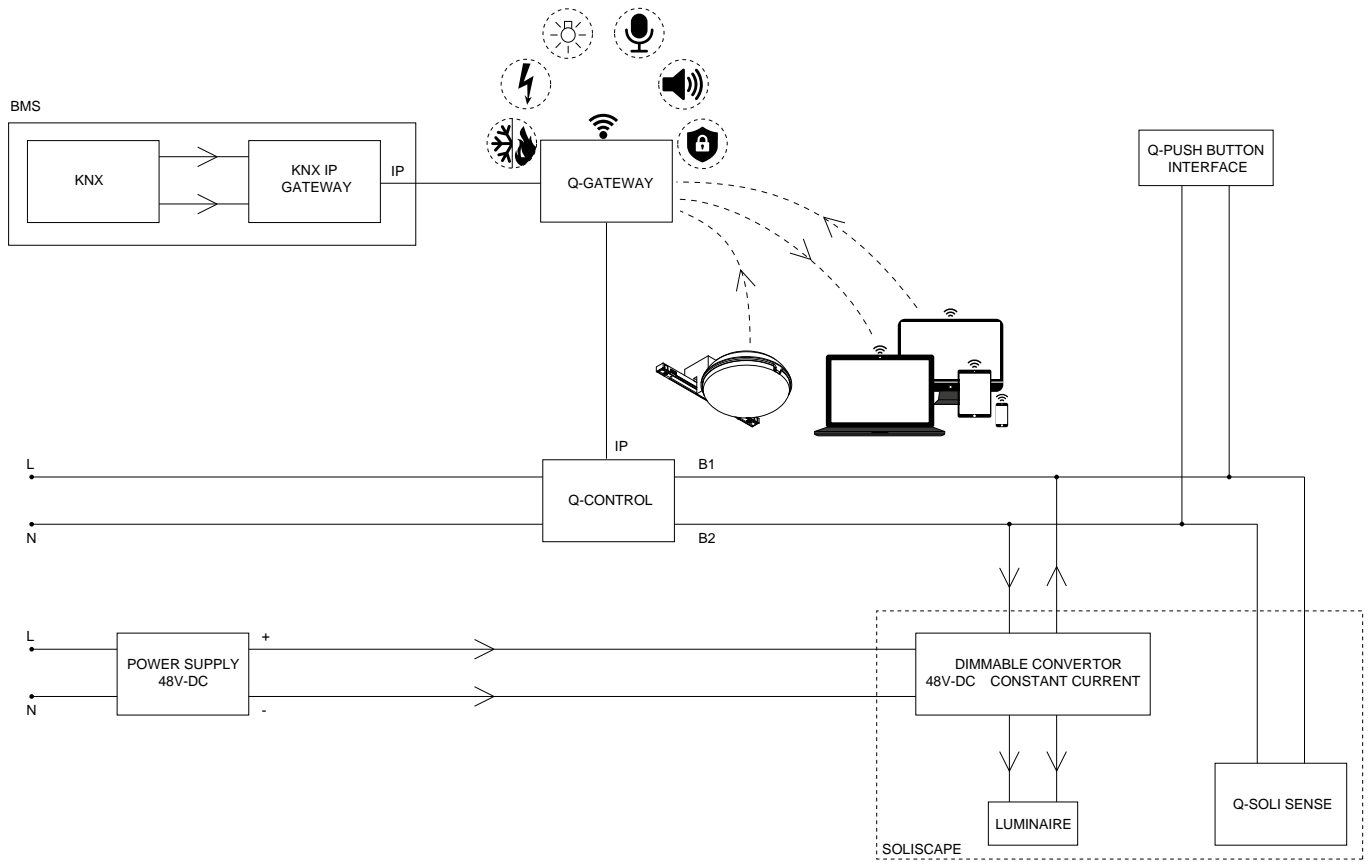 BMS
KNX
KNX IP
GATEWAY
IP
Q-GATEWAY
Q-PUSH BUTTON
INTERFACE
IP
L
N
Q-CONTROL
B1
B2
L
N
POWER SUPPLY
48V-DC
+
-
DIMMABLE CONVERTOR
48V-DC CONSTANT CURRENT
LUMINAIRE
Q-SOLI SENSE
SOLISCAPE